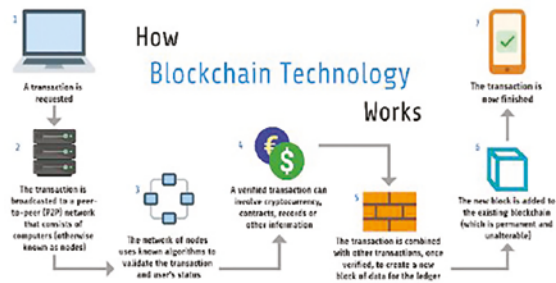 How
Blockchain Technology
Works
1
A transaction is
requested
2
The transaction is
broadcasted to a peer-
to-peer (P2P) network
that consists of
computers (otherwise
known as nodes)
3
The network of nodes
uses known algorithms to
validate the transaction
and user's status
4
€
$
A verified transaction can
involve cryptocurrency,
contracts, records or
other information
5
The transaction is combined
with other transactions, once
verified, to create a new
block of data for the ledger
6
The new block is added to
the existing blockchain
(which is permanent and
unalterable)
7
The transaction is
now finished